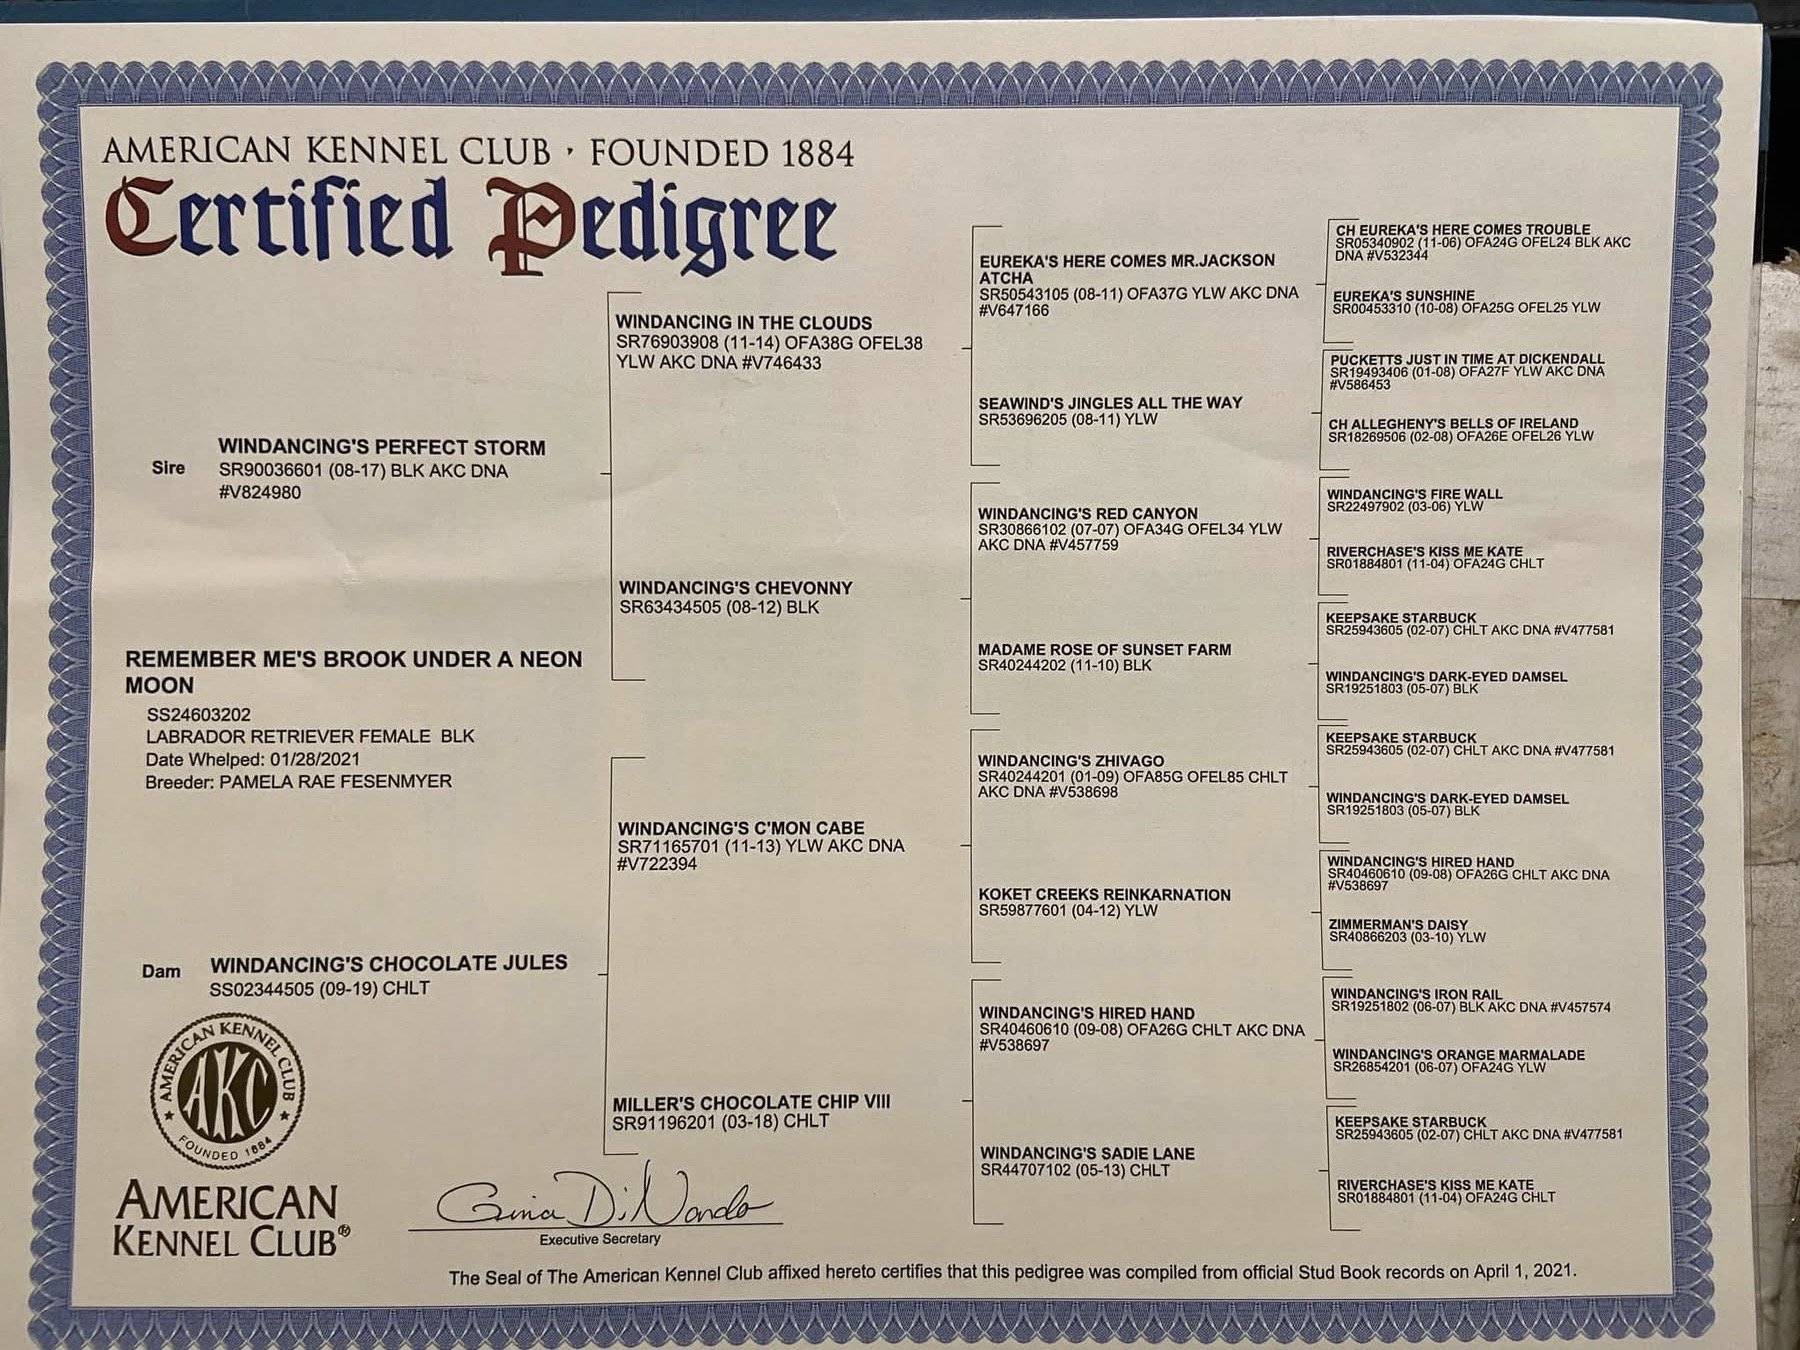 AMERICAN KENNEL CLUB · FOUNDED 1884
Certified Pedigree
Sire
WINDANCING'S PERFECT STORM
SR90036601 (08-17) BLK AKC DNA
#V824980
REMEMBER ME'S BROOK UNDER A NEON
MOON
SS24603202
LABRADOR RETRIEVER FEMALE BLK
Date Whelped: 01/28/2021
Breeder: PAMELA RAE FESENMYER
Dam
WINDANCING'S CHOCOLATE JULES
SS02344505 (09-19) CHLT
WINDANCING IN THE CLOUDS
SR76903908 (11-14) OFA38G OFEL38
YLW AKC DNA #V746433
WINDANCING'S CHEVONNY
SR63434505 (08-12) BLK
WINDANCING'S C'MON CABE
SR71165701 (11-13) YLW AKC DNA
#V722394
MILLER'S CHOCOLATE CHIP VIII
SR91196201 (03-18) CHLT
EUREKA'S HERE COMES MR.JACKSON
ATCHA
SR50543105 (08-11) OFA37G YLW AKC DNA
#V647166
SEAWIND'S JINGLES ALL THE WAY
SR53696205 (08-11) YLW
WINDANCING'S RED CANYON
SR30866102 (07-07) OFA34G OFEL34 YLW
AKC DNA #V457759
MADAME ROSE OF SUNSET FARM
SR40244202 (11-10) BLK
WINDANCING'S ZHIVAGO
SR40244201 (01-09) OFA85G OFEL85 CHLT
AKC DNA #V538698
KOKET CREEKS REINKARNATION
SR59877601 (04-12) YLW
WINDANCING'S HIRED HAND
SR40460610 (09-08) OFA26G CHLT AKC DNA
#V538697
WINDANCING'S SADIE LANE
SR44707102 (05-13) CHLT
CH EUREKA'S HERE COMES TROUBLE
SR05340902 (11-06) OFA24G OFEL24 BLK AKC
DNA #V532344
EUREKA'S SUNSHINE
SR00453310 (10-08) OFA25G OFEL25 YLW
PUCKETTS JUST IN TIME AT DICKENDALL
SR19493406 (01-08) OFA27F YLW AKC DNA
#V586453
CH ALLEGHENY'S BELLS OF IRELAND
SR18269506 (02-08) OFA26E OFEL26 YLW
WINDANCING'S FIRE WALL
SR22497902 (03-06) YLW
RIVERCHASE'S KISS ME KATE
SR01884801 (11-04) OFA24G CHLT
KEEPSAKE STARBUCK
SR25943605 (02-07) CHLT AKC DNA #V477581
WINDANCING'S DARK-EYED DAMSEL
SR19251803 (05-07) BLK
KEEPSAKE STARBUCK
SR25943605 (02-07) CHLT AKC DNA #V477581
WINDANCING'S DARK-EYED DAMSEL
SR19251803 (05-07) BLK
WINDANCING'S HIRED HAND
SR40460610 (09-08) OFA26G CHLT AKC DNA
#V538697
ZIMMERMAN'S DAISY
SR40866203 (03-10) YLW
WINDANCING'S IRON RAIL
SR19251802 (06-07) BLK AKC DNA #V457574
WINDANCING'S ORANGE MARMALADE
SR26854201 (06-07) OFA24G YLW
KEEPSAKE STARBUCK
SR25943605 (02-07) CHLT AKC DNA #V477581
RIVERCHASE'S KISS ME KATE
SR01884801 (11-04) OFA24G CHLT
AMERICAN KENNEL CLUB
AKC
FOUNDED 1884
AMERICAN
KENNEL CLUB®
Gina DiNardo
Executive Secretary
The Seal of The American Kennel Club affixed hereto certifies that this pedigree was compiled from official Stud Book records on April 1, 2021.